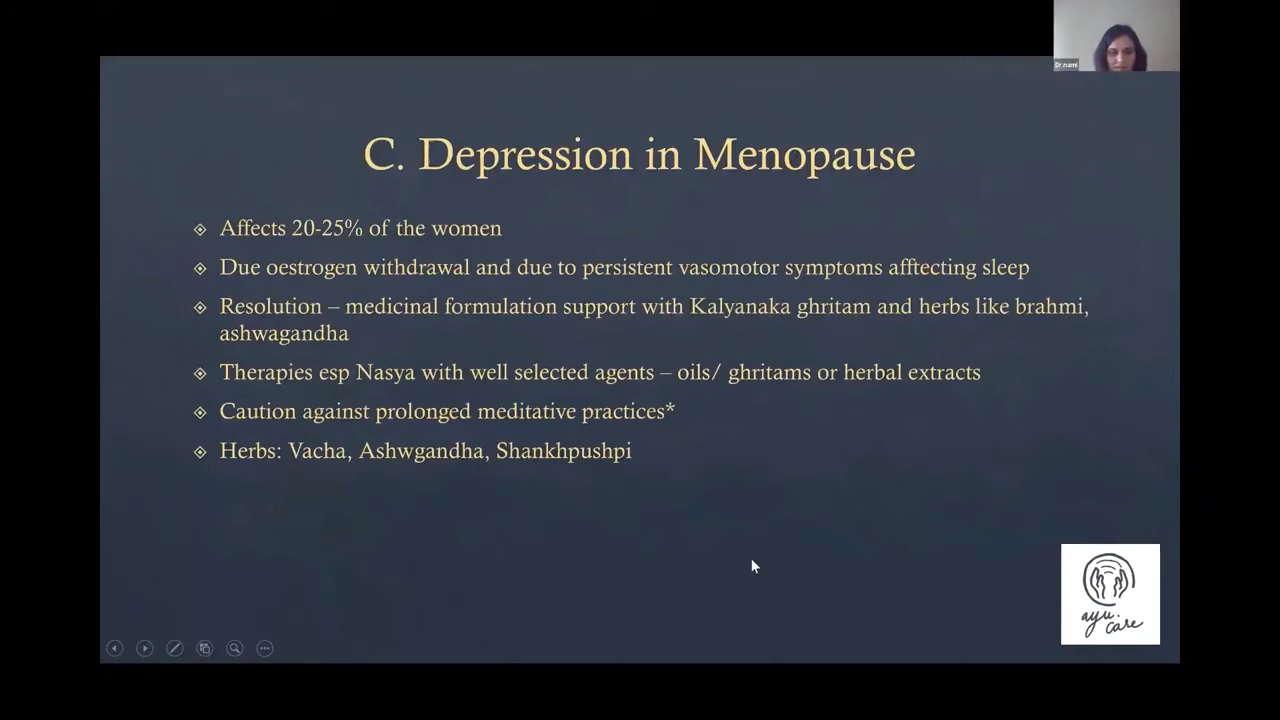 Dr.nami
C. Depression in Menopause
Affects 20-25% of the women
Due oestrogen withdrawal and due to persistent vasomotor symptoms afftecting sleep
Resolution – medicinal formulation support with Kalyanaka ghritam and herbs like brahmi,
ashwagandha
Therapies esp Nasya with well selected agents – oils/ ghritams or herbal extracts
Caution against prolonged meditative practices*
Herbs: Vacha, Ashwgandha, Shankhpushpi
ayu.
care